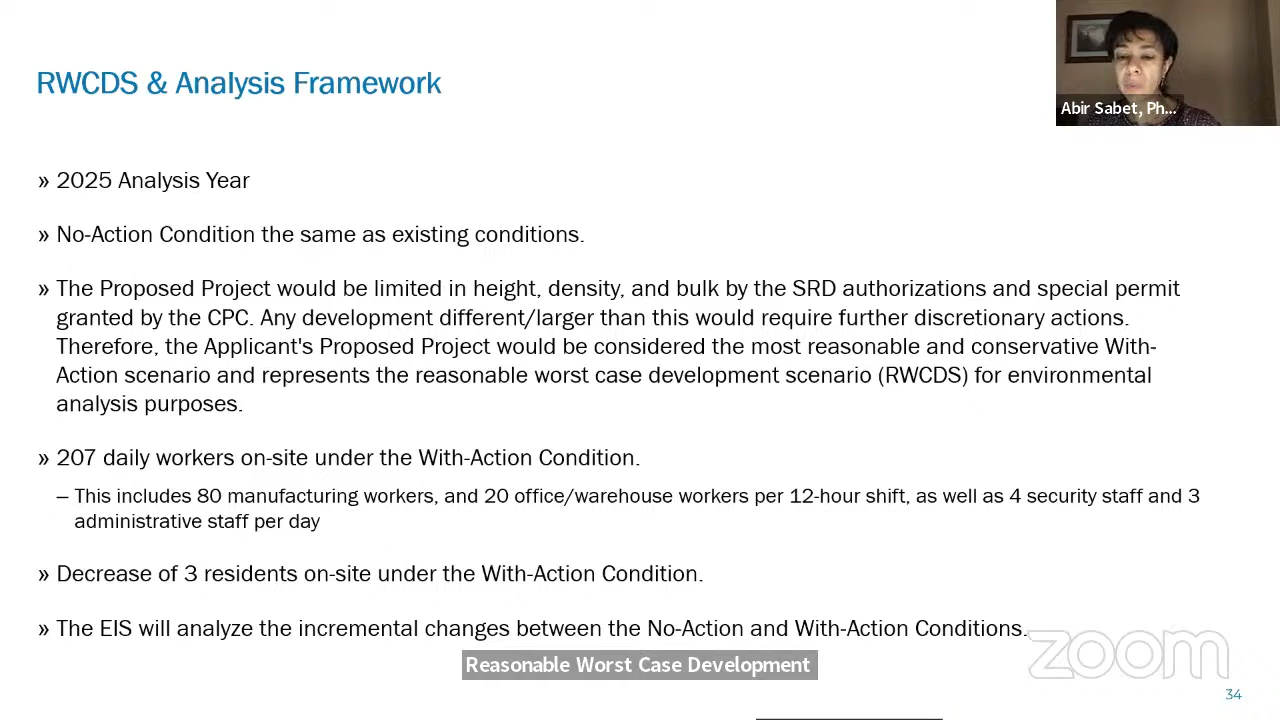 RWCDS & Analysis Framework
Abir Sabet, Ph...
» 2025 Analysis Year
» No-Action Condition the same as existing conditions.
» The Proposed Project would be limited in height, density, and bulk by the SRD authorizations and special permit
granted by the CPC. Any development different/larger than this would require further discretionary actions.
Therefore, the Applicant's Proposed Project would be considered the most reasonable and conservative With-
Action scenario and represents the reasonable worst case development scenario (RWCDS) for environmental
analysis purposes.
» 207 daily workers on-site under the With-Action Condition.
– This includes 80 manufacturing workers, and 20 office/warehouse workers per 12-hour shift, as well as 4 security staff and 3
administrative staff per day
» Decrease of 3 residents on-site under the With-Action Condition.
» The EIS will analyze the incremental changes between the No-Action and With-Action Conditions.
zoom
Reasonable Worst Case Development
34